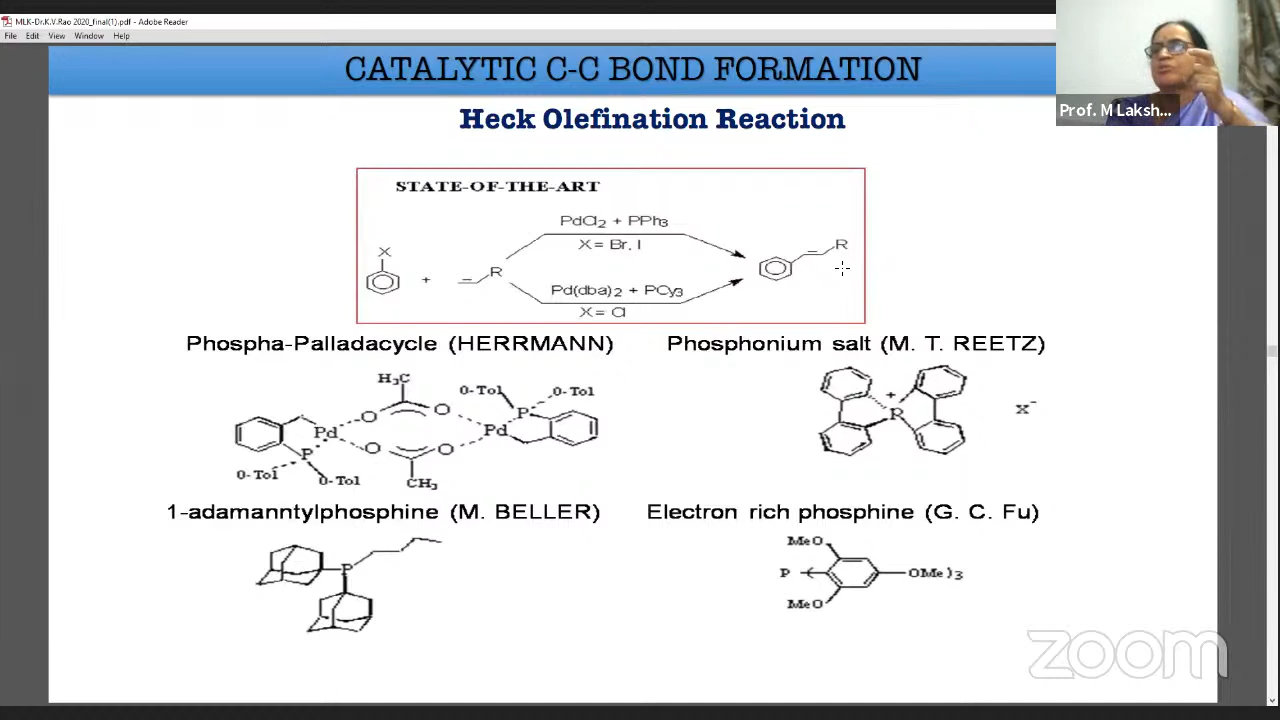 MLK-Dr.K.V.Rao 2020_final(1).pdf - Adobe Reader
File Edit View Window Help
CATALYTIC C-C BOND FORMATION
Prof. M Laksh...
Heck Olefination Reaction
STATE-OF-THE-ART
PdCl2 + PPh3
X = Br, I
X
+
R
R
Pd(dba)2 + PCy3
X = Cl
Phospha-Palladacycle (HERRMANN)
Phosphonium salt (M. T. REETZ)
H3C
O
O
O-Tol
P
O-Tol
Pd
Pd
O
O
P
O-Tol
O-Tol
CH3
+
P
X-
1-adamanntylphosphine (M. BELLER)
Electron rich phosphine (G. C. Fu)
P
MeO
P
OMe)3
MeO
zoom